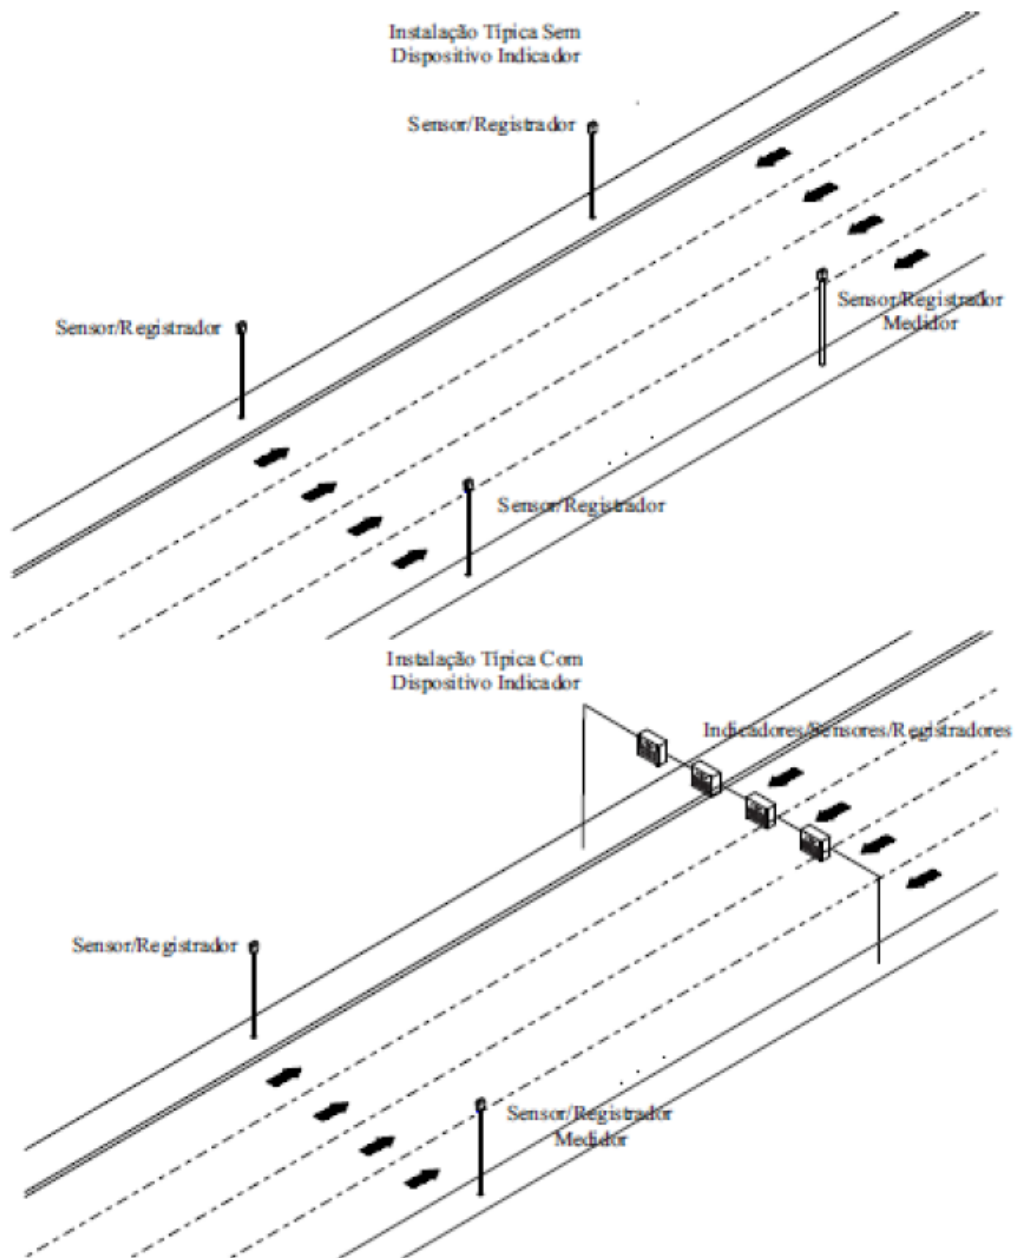 Instalação Típica Sem
Dispositivo Indicador
Sensor/Registrador
Sensor/Registrador
Medidor
Sensor/Registrador
Sensor/Registrador
Instalação Típica Com
Dispositivo Indicador
Indicadores/Sensores/Registradores
Sensor/Registrador
Sensor/Registrador
Medidor